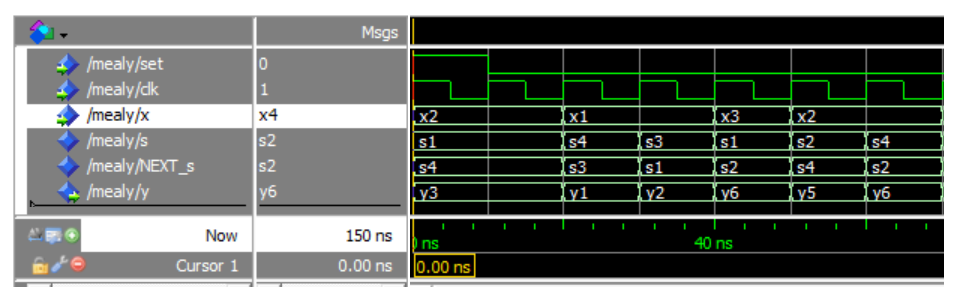 Msgs
/mealy/set 0
/mealy/clk 1
/mealy/x x4 x2 x1 x3 x2
/mealy/s s2 s1 s4 s3 s1 s2 s4
/mealy/NEXT_s s2 s4 s3 s1 s2 s4 s2
/mealy/y y6 y3 y1 y2 y6 y5 y6
Now 150 ns ns 40 ns
Cursor 1 0.00 ns 0.00 ns